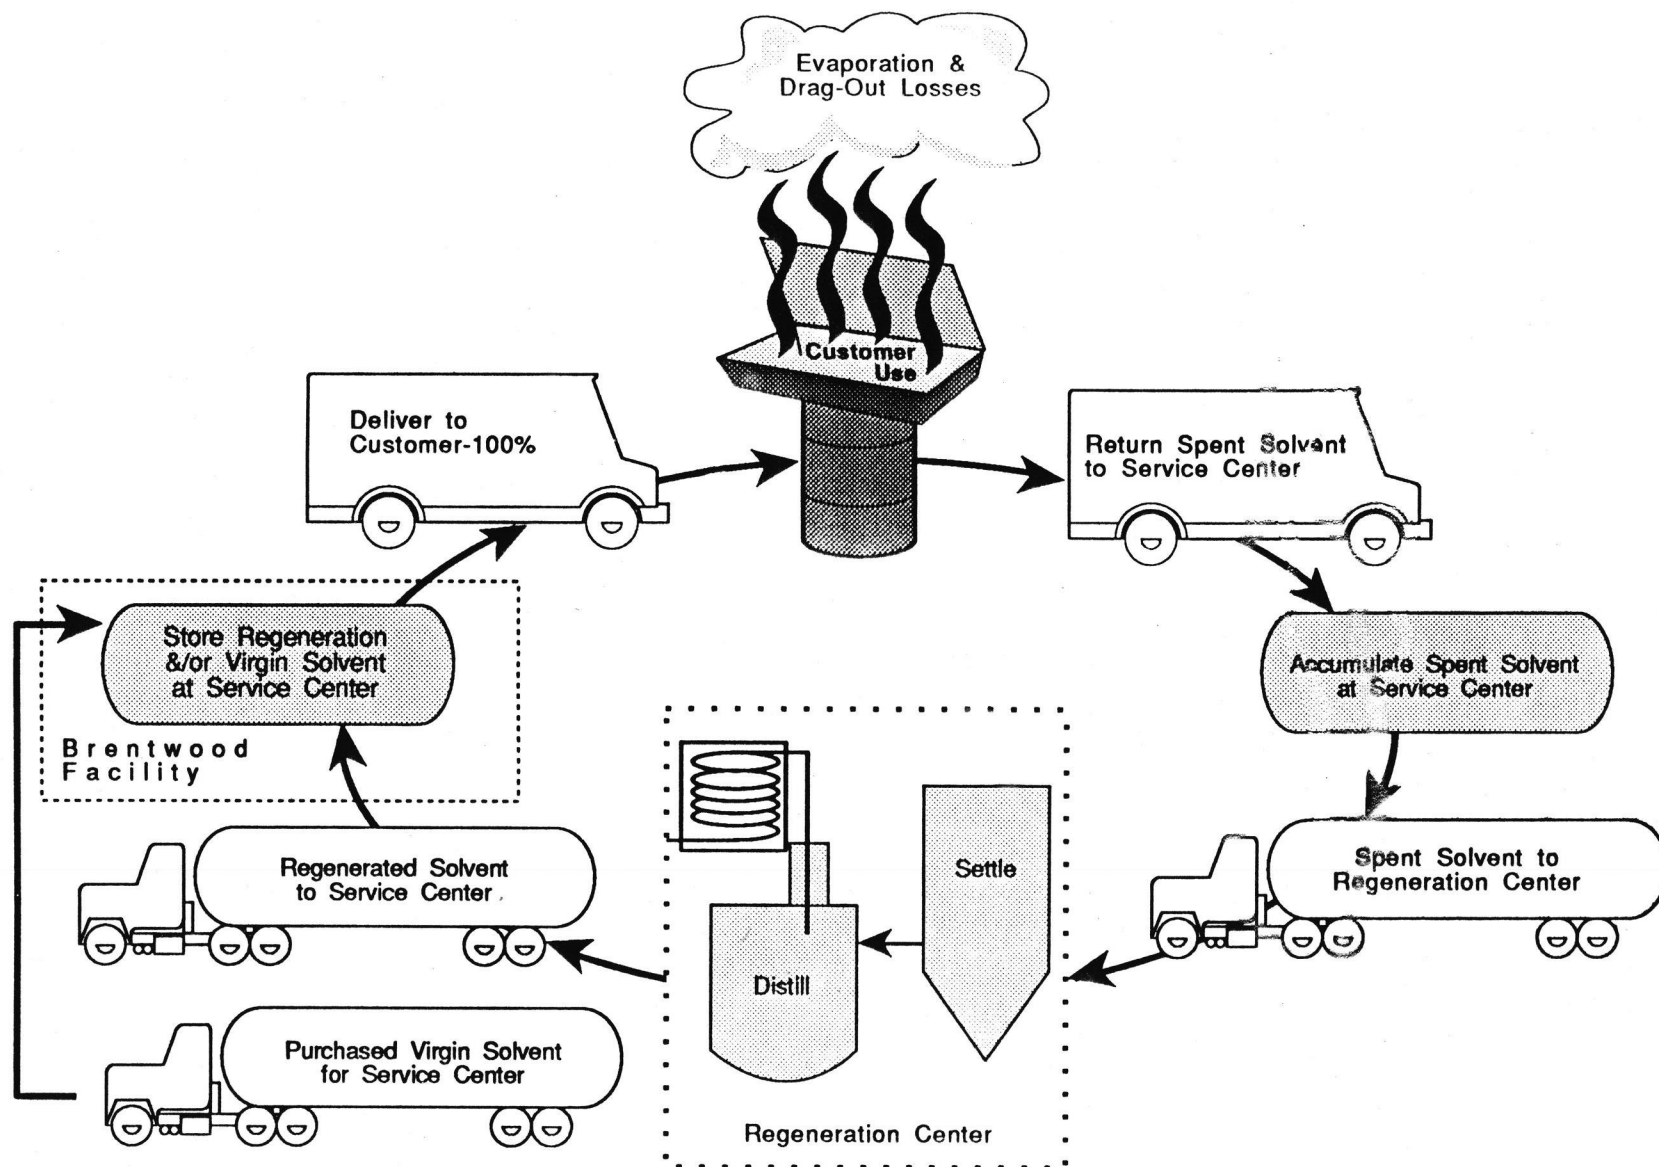 Evaporation &
Drag-Out Losses
Customer
Use
Deliver to
Customer-100%
Return Spent Solvent
to Service Center
Store Regeneration
&/or Virgin Solvent
at Service Center
Accumulate Spent Solvent
at Service Center
Brentwood
Facility
Regenerated Solvent
to Service Center
Settle
Distill
Spent Solvent to
Regeneration Center
Purchased Virgin Solvent
for Service Center
Regeneration Center